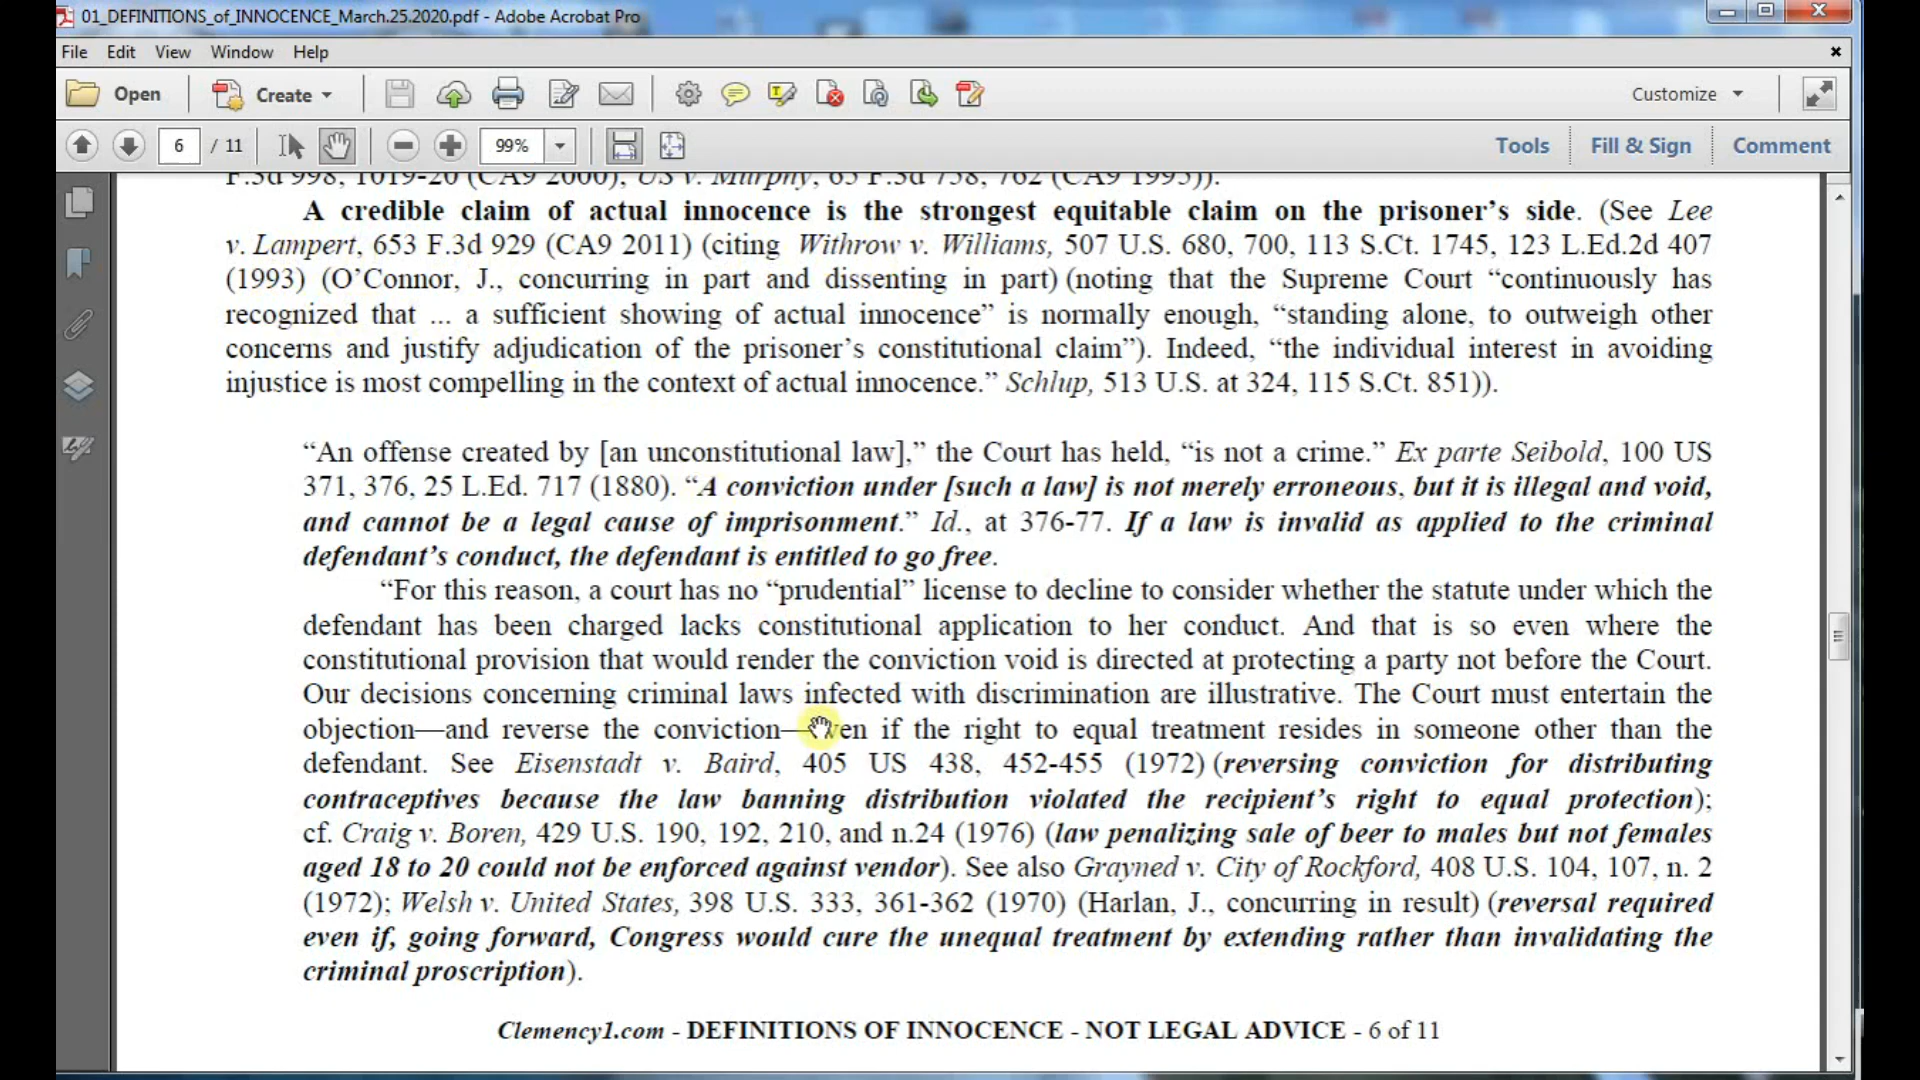 01_DEFINITIONS_of_INNOCENCE_March.25.2020.pdf - Adobe Acrobat Pro
File Edit View Window Help
Open Create Customize
6 / 11 99% Tools Fill & Sign Comment
F.3d 998, 1019-20 (CA9 2000), US v. Murphy, 65 F.3d 758, 762 (CA9 1995)).
A credible claim of actual innocence is the strongest equitable claim on the prisoner’s side. (See Lee
v. Lampert, 653 F.3d 929 (CA9 2011) (citing Withrow v. Williams, 507 U.S. 680, 700, 113 S.Ct. 1745, 123 L.Ed.2d 407
(1993) (O’Connor, J., concurring in part and dissenting in part) (noting that the Supreme Court “continuously has
recognized that ... a sufficient showing of actual innocence” is normally enough, “standing alone, to outweigh other
concerns and justify adjudication of the prisoner’s constitutional claim”). Indeed, “the individual interest in avoiding
injustice is most compelling in the context of actual innocence.” Schlup, 513 U.S. at 324, 115 S.Ct. 851)).
“An offense created by [an unconstitutional law],” the Court has held, “is not a crime.” Ex parte Seibold, 100 US
371, 376, 25 L.Ed. 717 (1880). “A conviction under [such a law] is not merely erroneous, but it is illegal and void,
and cannot be a legal cause of imprisonment.” Id., at 376-77. If a law is invalid as applied to the criminal
defendant’s conduct, the defendant is entitled to go free.
“For this reason, a court has no “prudential” license to decline to consider whether the statute under which the
defendant has been charged lacks constitutional application to her conduct. And that is so even where the
constitutional provision that would render the conviction void is directed at protecting a party not before the Court.
Our decisions concerning criminal laws infected with discrimination are illustrative. The Court must entertain the
objection—and reverse the conviction—even if the right to equal treatment resides in someone other than the
defendant. See Eisenstadt v. Baird, 405 US 438, 452-455 (1972) (reversing conviction for distributing
contraceptives because the law banning distribution violated the recipient’s right to equal protection);
cf. Craig v. Boren, 429 U.S. 190, 192, 210, and n.24 (1976) (law penalizing sale of beer to males but not females
aged 18 to 20 could not be enforced against vendor). See also Grayned v. City of Rockford, 408 U.S. 104, 107, n. 2
(1972); Welsh v. United States, 398 U.S. 333, 361-362 (1970) (Harlan, J., concurring in result) (reversal required
even if, going forward, Congress would cure the unequal treatment by extending rather than invalidating the
criminal proscription).
Clemency1.com - DEFINITIONS OF INNOCENCE - NOT LEGAL ADVICE - 6 of 11